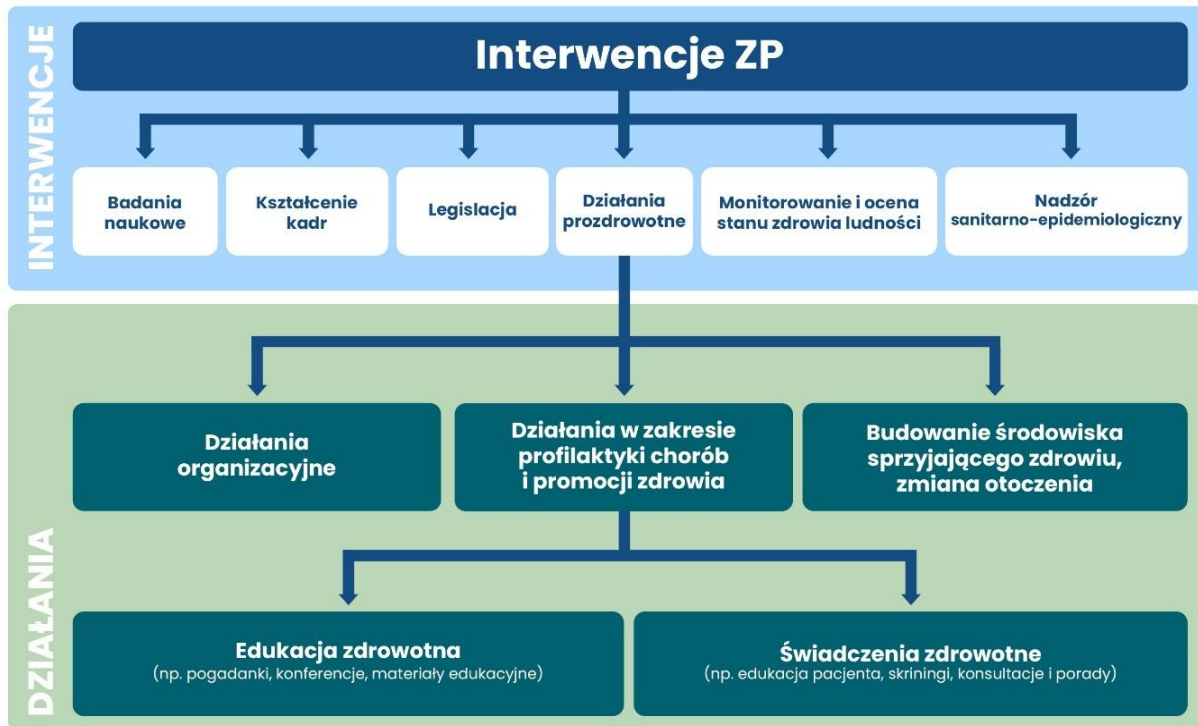 INTERWENCJE
Interwencje ZP
Badania
naukowe
Kształcenie
kadr
Legislacja
Działania
prozdrowotne
Monitorowanie i ocena
stanu zdrowia ludności
Nadzór
sanitarno-epidemiologiczny
DZIAŁANIA
Działania
organizacyjne
Działania w zakresie
profilaktyki chorób
i promocji zdrowia
Budowanie środowiska
sprzyjającego zdrowiu,
zmiana otoczenia
Edukacja zdrowotna
(np. pogadanki, konferencje, materiały edukacyjne)
Świadczenia zdrowotne
(np. edukacja pacjenta, skriningi, konsultacje i porady)